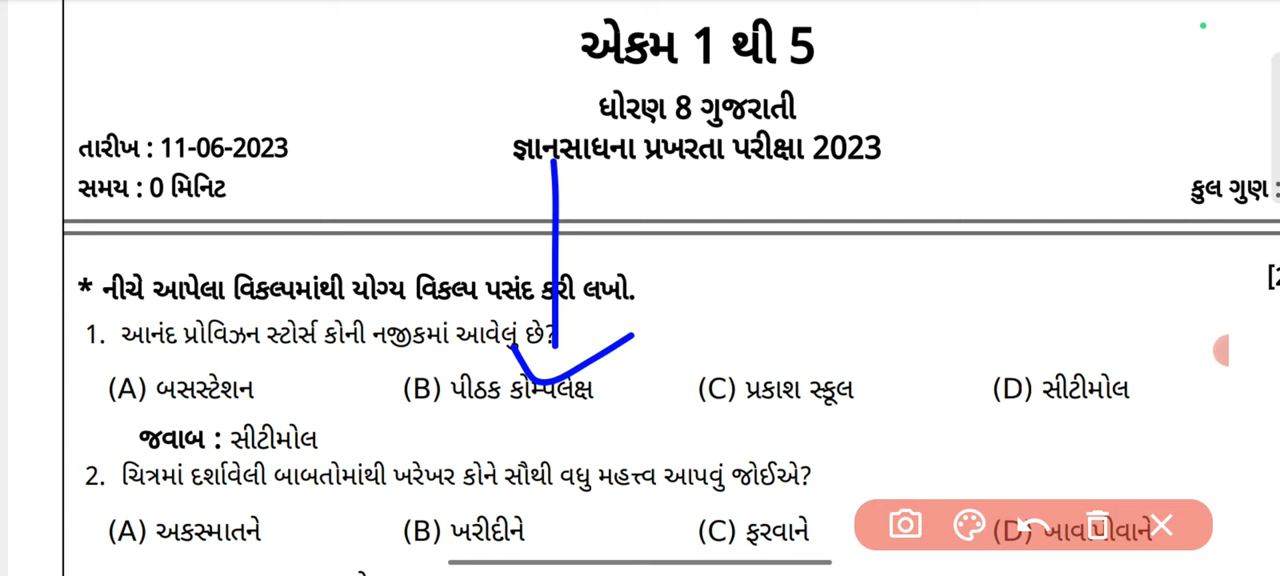 એકમ 1 થી 5
ધોરણ 8 ગુજરાતી
તારીખ : 11-06-2023 જ્ઞાનસાધના પ્રખરતા પરીક્ષા 2023
સમય : 0 મિનિટ કુલ ગુણ :
* નીચે આપેલા વિકલ્પમાંથી યોગ્ય વિકલ્પ પસંદ કરી લખો.
1. આનંદ પ્રોવિઝન સ્ટોર્સ કોની નજીકમાં આવેલું છે?
(A) બસસ્ટેશન (B) પીઠક કોમ્પલેક્ષ (C) પ્રકાશ સ્કૂલ (D) સીટીમોલ
જવાબ : સીટીમોલ
2. ચિત્રમાં દર્શાવેલી બાબતોમાંથી ખરેખર કોને સૌથી વધુ મહત્ત્વ આપવું જોઈએ?
(A) અકસ્માતને (B) ખરીદીને (C) ફરવાને (D) ખાવાપીવાને